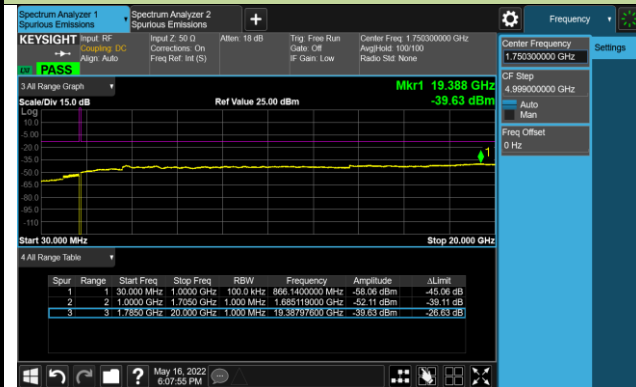 Spectrum Analyzer 1
Spurious Emissions
Spectrum Analyzer 2
Spurious Emissions
+
Frequency
KEYSIGHT
Input: RF
Coupling: DC
Align: Auto
Input Z: 50 Ω
Corrections: On
Freq Ref: Int (S)
Atten: 18 dB
Trig: Free Run
Gate: Off
IF Gain: Low
Center Freq: 1.750300000 GHz
Avg|Hold: 100/100
Radio Std: None
PASS
Center Frequency
1.750300000 GHz
Settings
CF Step
4.999000000 GHz
Auto
Man
Freq Offset
0 Hz
3 All Range Graph
Mkr1 19.388 GHz
-39.63 dBm
Scale/Div 15.0 dB
Ref Value 25.00 dBm
Log
10.0
-5.00
-20.0
-35.0
-50.0
-65.0
-80.0
-95.0
-110
1
Start 30.000 MHz
Stop 20.000 GHz
4 All Range Table
Spur Range Start Freq Stop Freq RBW Frequency Amplitude ΔLimit
1 1 30.000 MHz 1.0000 GHz 100.0 kHz 866.1400000 MHz -58.06 dBm -45.06 dB
2 2 1.0000 GHz 1.7050 GHz 1.000 MHz 1.685119000 GHz -52.11 dBm -39.11 dB
3 3 1.7850 GHz 20.000 GHz 1.000 MHz 19.38797600 GHz -39.63 dBm -26.63 dB
?
May 16, 2022
6:07:55 PM